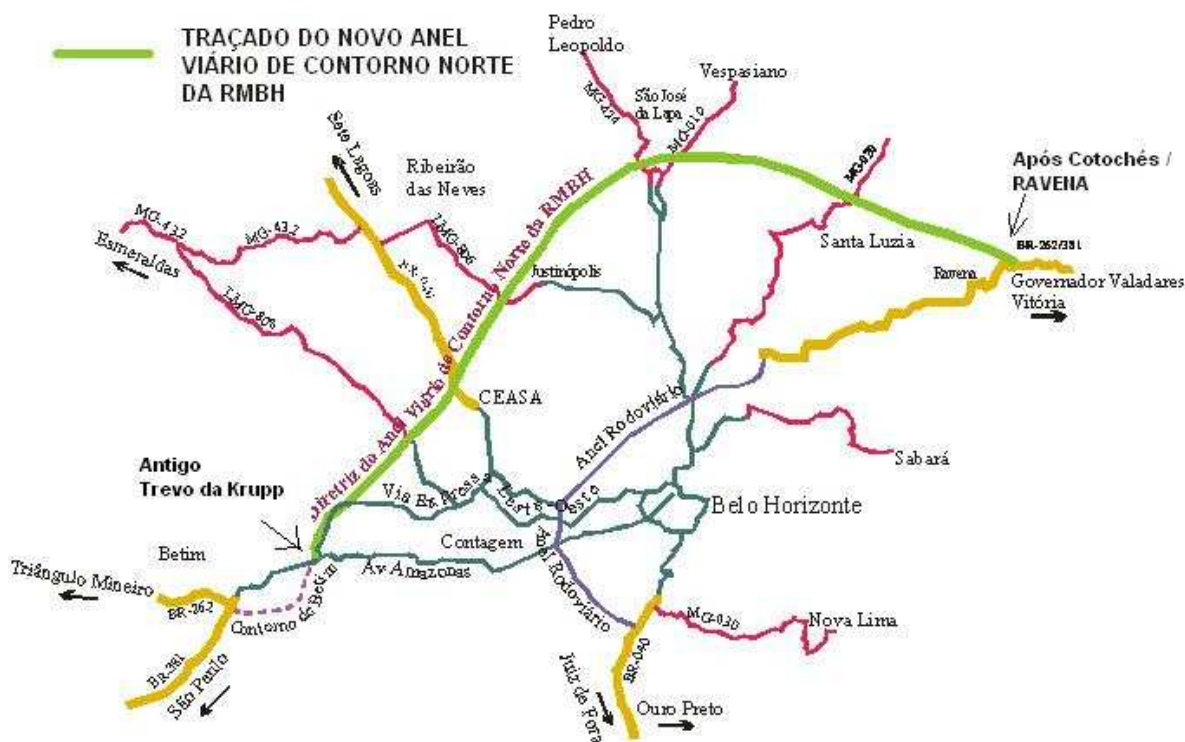 TRAÇADO DO NOVO ANEL
VIÁRIO DE CONTORNO NORTE
DA RMBH
Pedro
Leopoldo
Vespasiano
São José
da Lapa
MG-424
MG-010
MG-020
Sete Lagoas
Ribeirão
das Neves
Após Cotochés /
RAVENA
MG-432
MG-432
Esmeraldas
LMG-806
LMG-808
Justinópolis
Santa Luzia
BR-262/381
Ravena
Governador Valadares
Vitória
Diretriz do Anel Viário de Contorno Norte da RMBH
CEASA
Anel Rodoviário
Sabará
Antigo
Trevo da Krupp
Via Expressa
Leste-Oeste
Belo Horizonte
Betim
Contagem
Av Amazonas
Anel Rodoviário
Triângulo Mineiro
BR-262
Contorno de Betim
BR-381
São Paulo
MG-030
Nova Lima
BR-040
Juiz de Fora
Ouro Preto